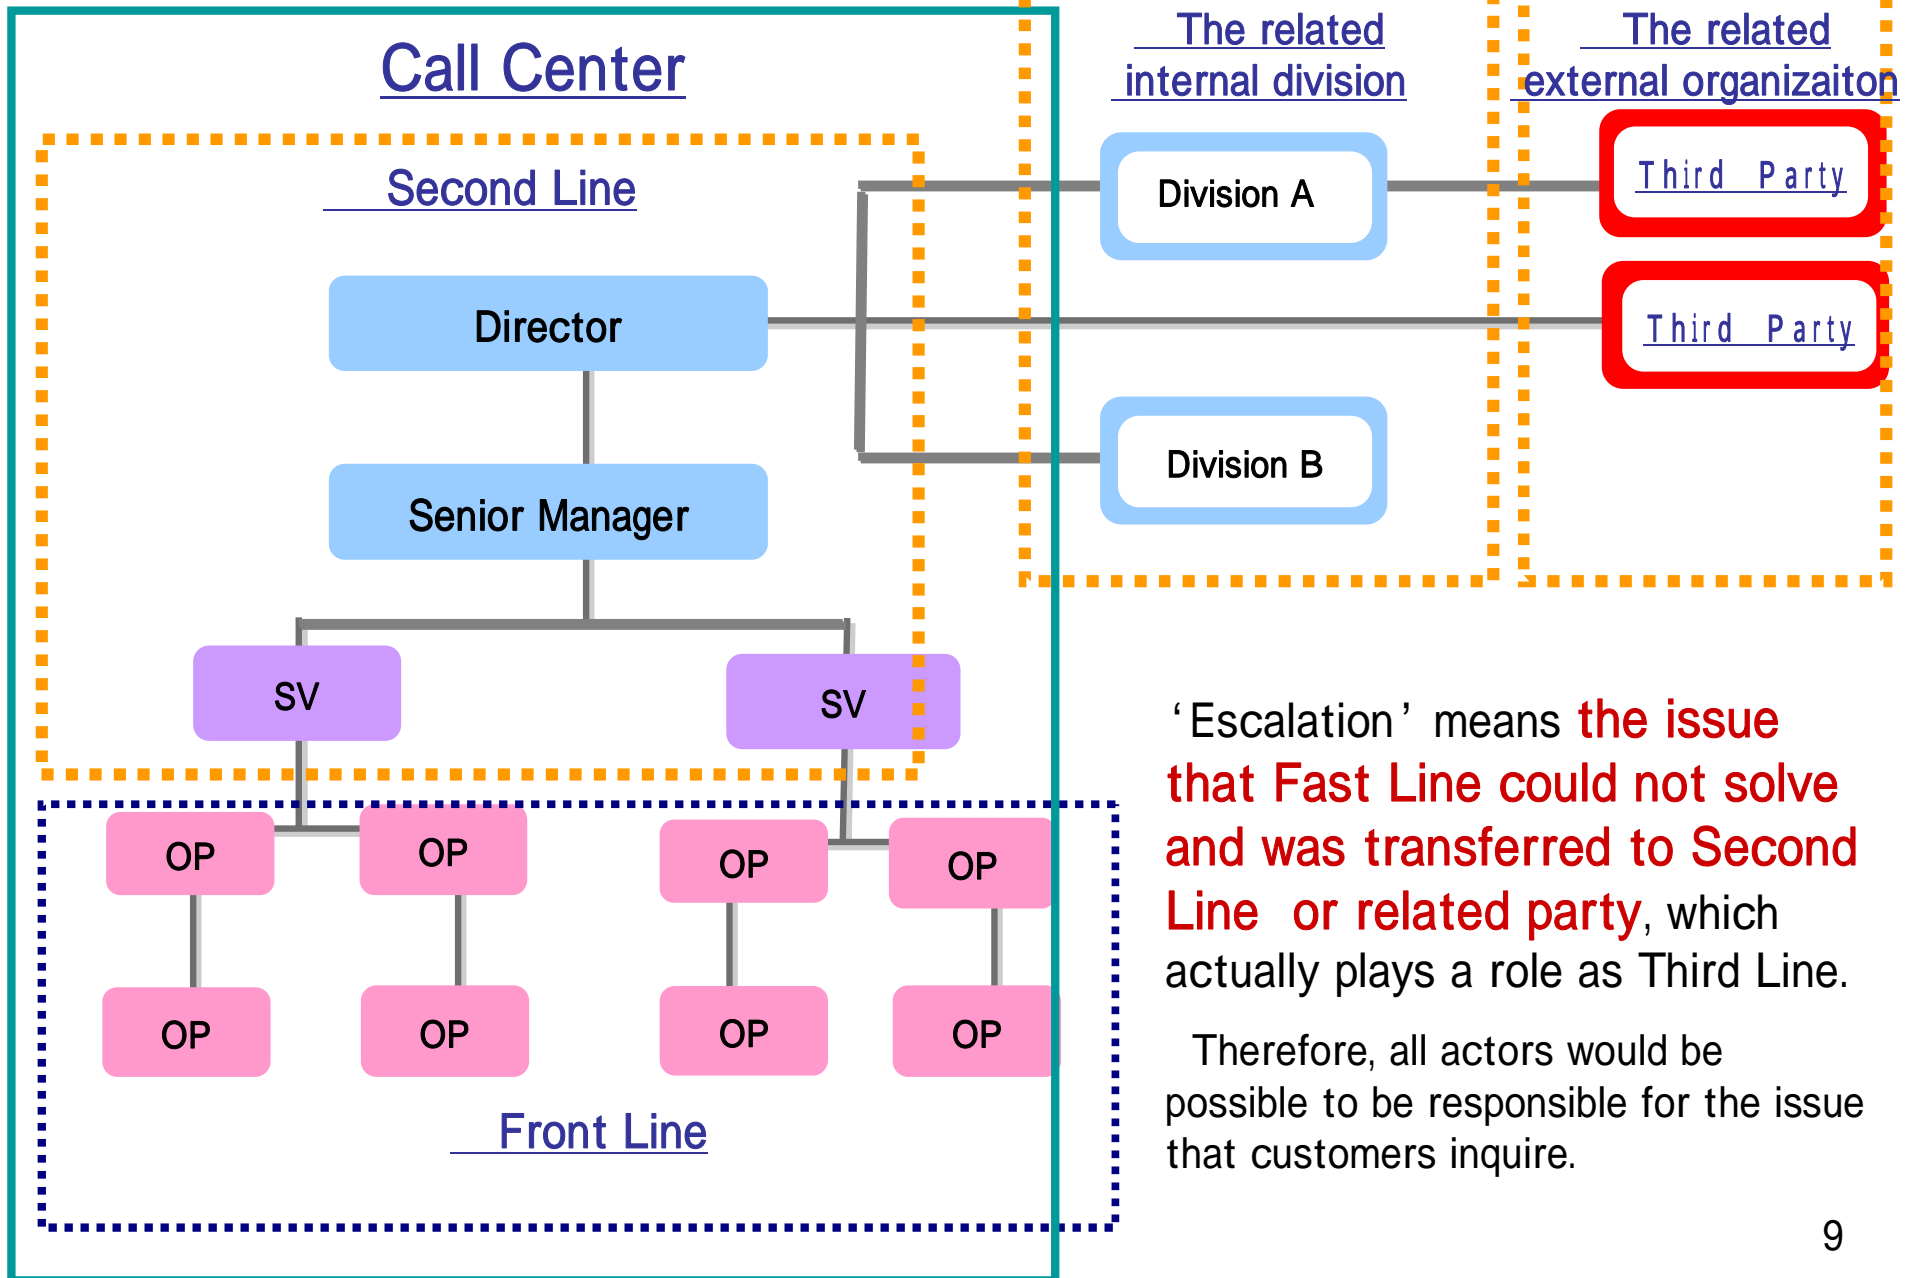 Call Center
The related
internal division
The related
external organizaiton
Second Line
Division A
Third Party
Director
Third Party
Division B
Senior Manager
SV
SV
OP
OP
OP
OP
OP
OP
OP
OP
Front Line
‘Escalation’ means the issue
that Fast Line could not solve
and was transferred to Second
Line or related party, which
actually plays a role as Third Line.
Therefore, all actors would be
possible to be responsible for the issue
that customers inquire.
9